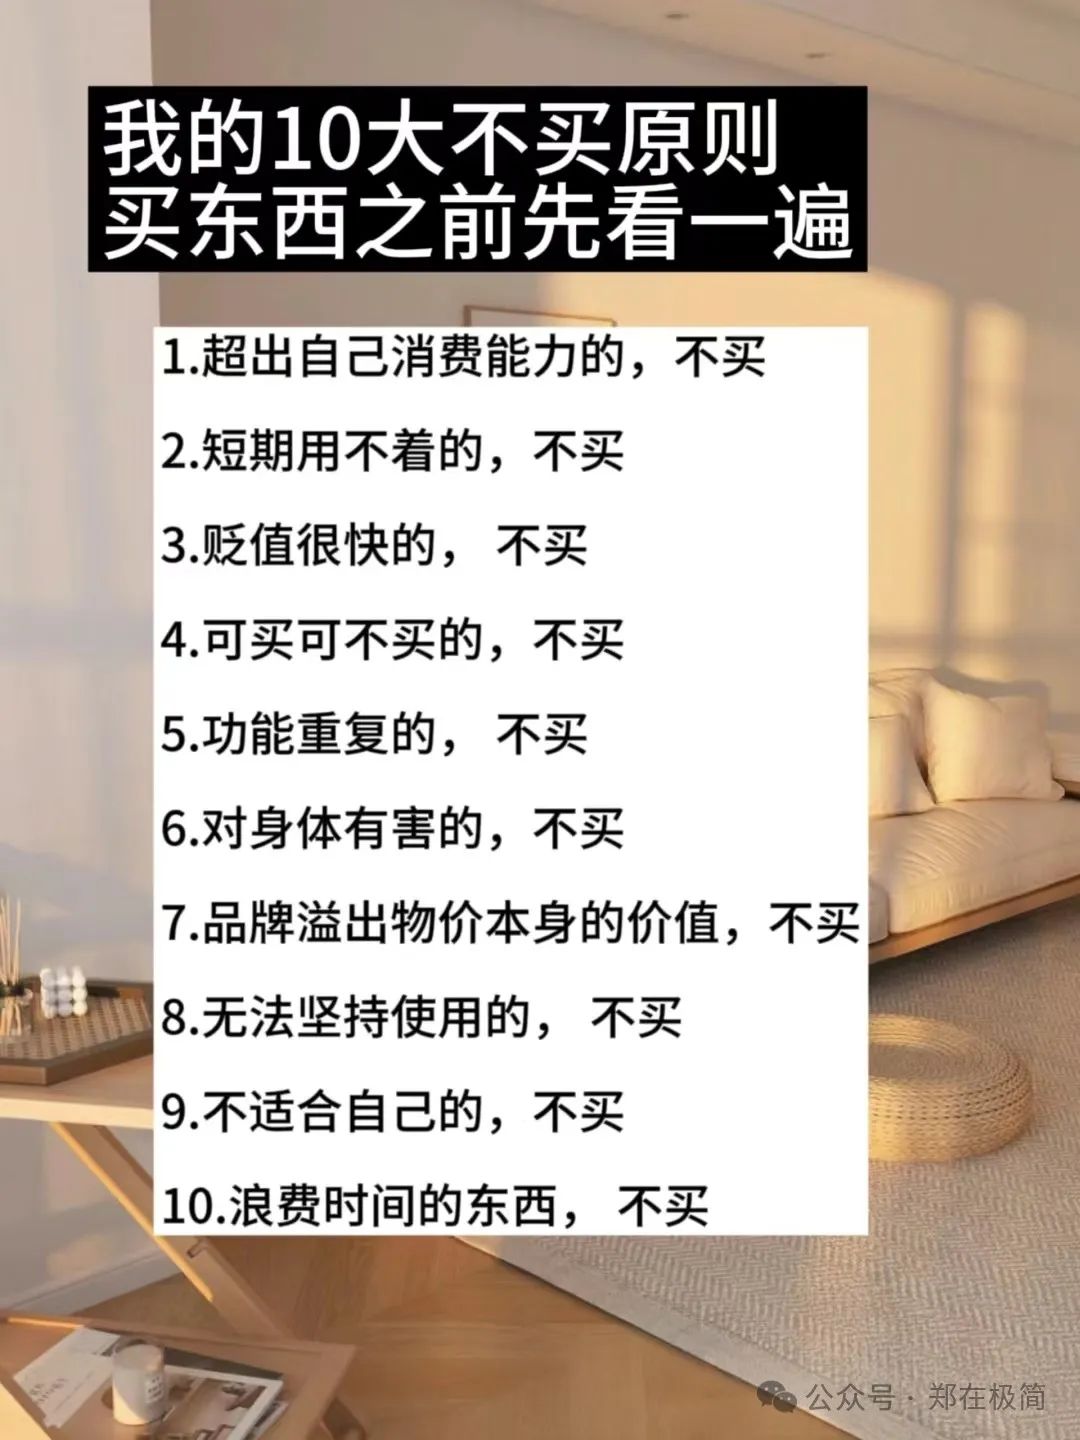 我的10大不买原则
买东西之前先看一遍
1.超出自己消费能力的，不买
2.短期用不着的，不买
3.贬值很快的， 不买
4.可买可不买的，不买
5.功能重复的， 不买
6.对身体有害的，不买
7.品牌溢出物价本身的价值，不买
8.无法坚持使用的， 不买
9.不适合自己的，不买
10.浪费时间的东西， 不买
公众号·郑在极简